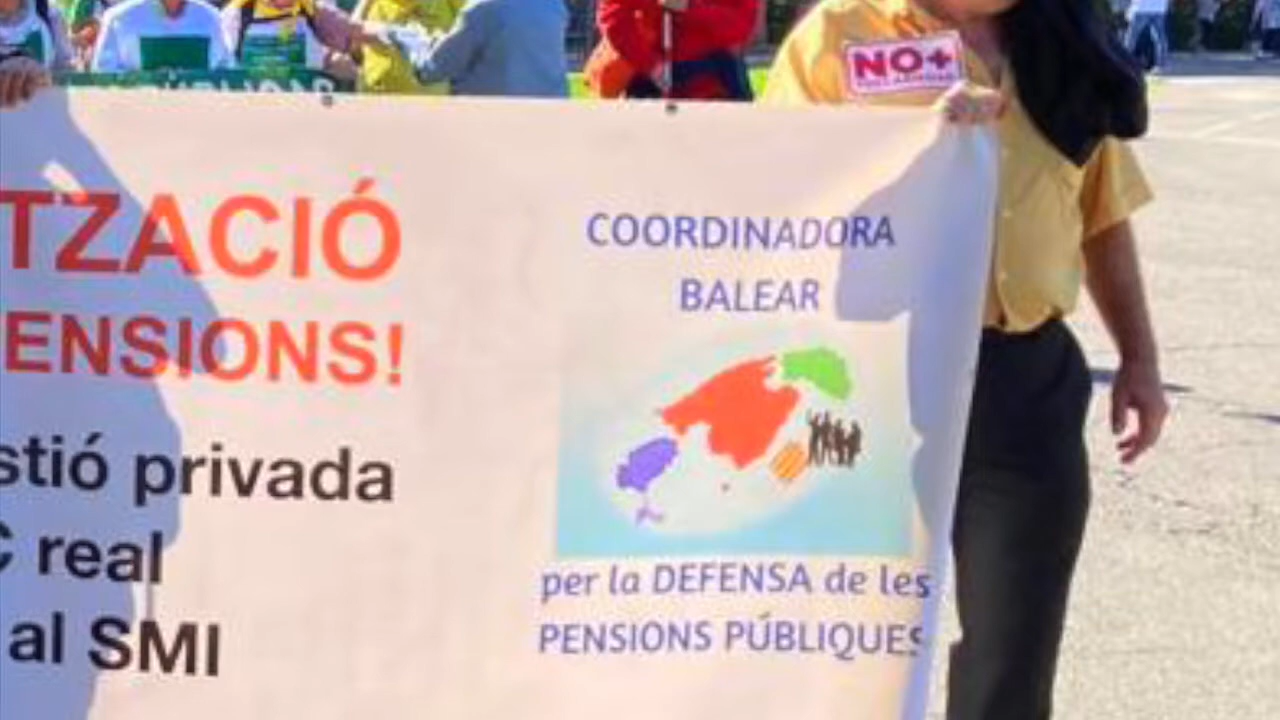 NO+
TZACIÓ
ENSIONS!
stió privada
C real
al SMI
COORDINADORA
BALEAR
per la DEFENSA de les
PENSIONS PÚBLIQUES